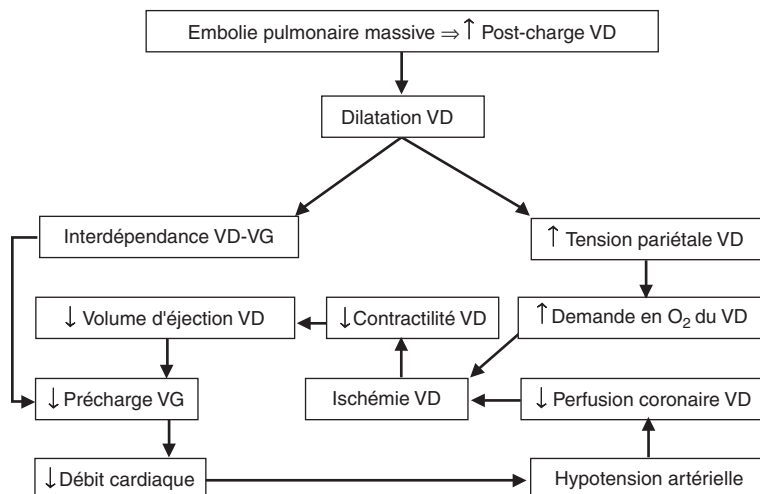 Embolie pulmonaire massive ⇒ ↑ Post-charge VD
Dilatation VD
Interdépendance VD-VG
↑ Tension pariétale VD
↓ Volume d'éjection VD
↓ Contractilité VD
↑ Demande en O₂ du VD
↓ Précharge VG
Ischémie VD
↓ Perfusion coronaire VD
↓ Débit cardiaque
Hypotension artérielle